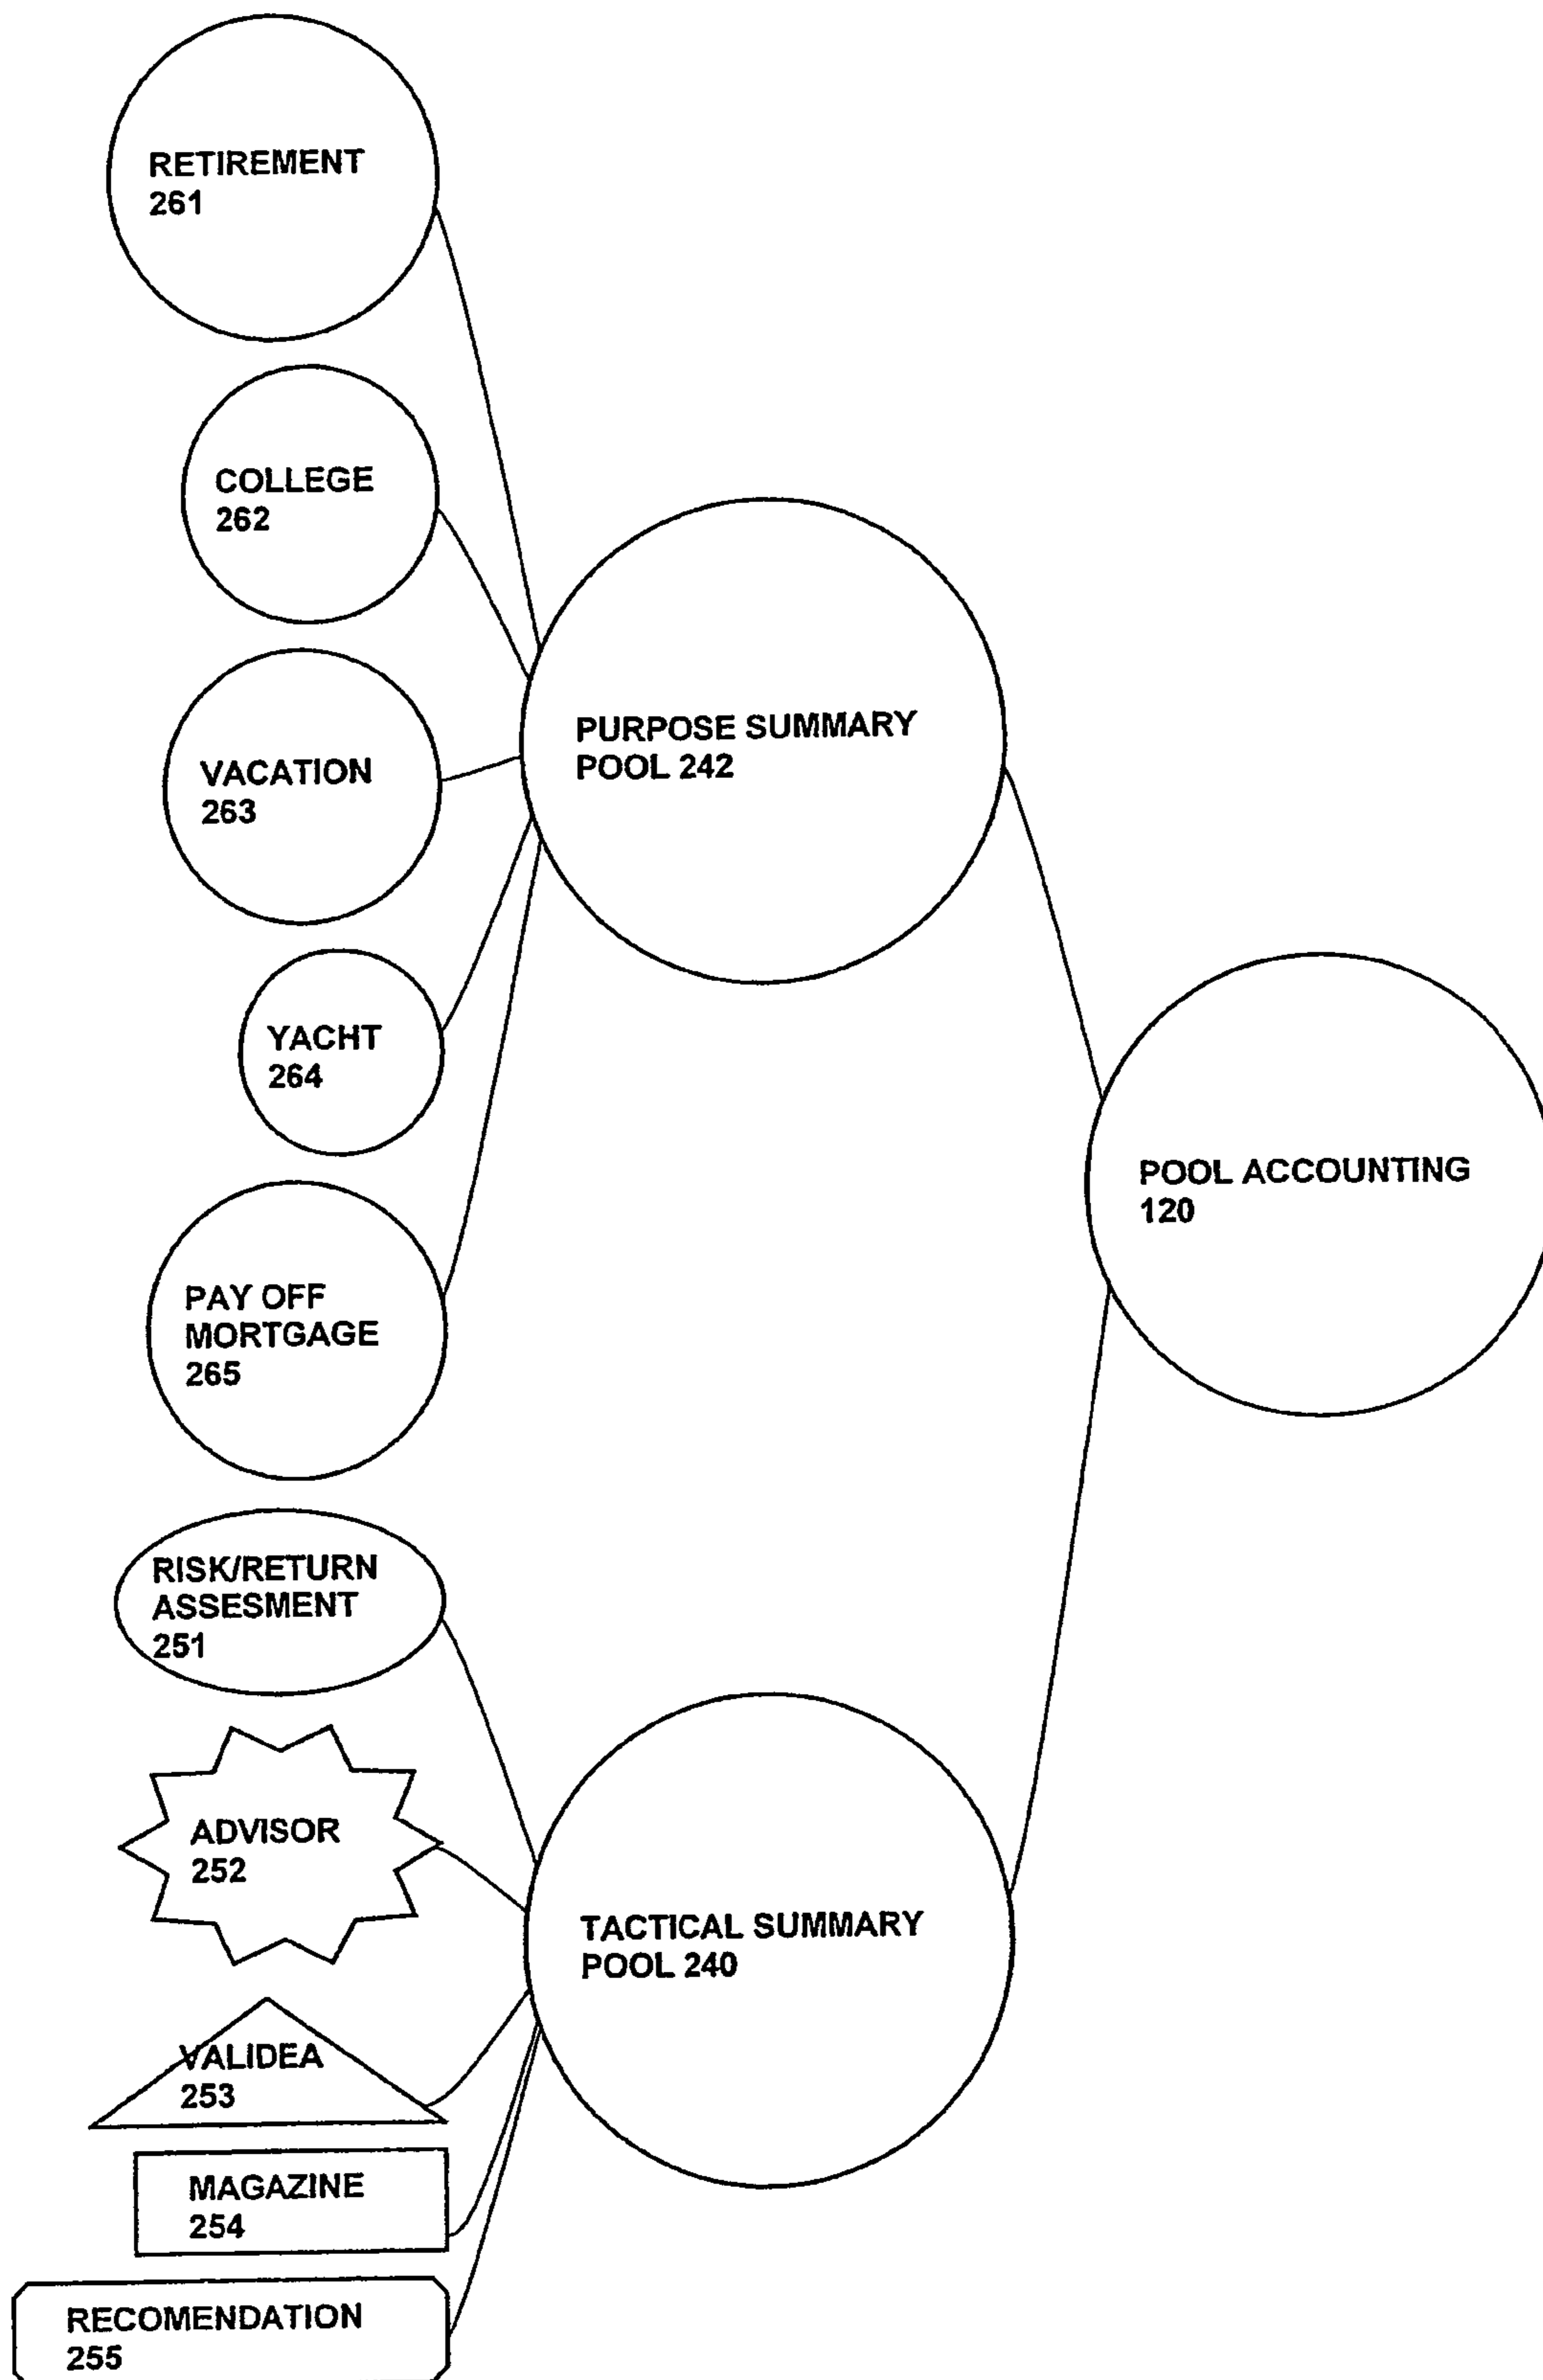 RETIREMENT
261
COLLEGE
262
PURPOSE SUMMARY
POOL 242
VACATION
263
YACHT
264
POOL ACCOUNTING
120
PAY OFF
MORTGAGE
265
RISK/RETURN
ASSESMENT
251
ADVISOR
252
TACTICAL SUMMARY
POOL 240
VALIDEA
253
MAGAZINE
254
RECOMENDATION
255